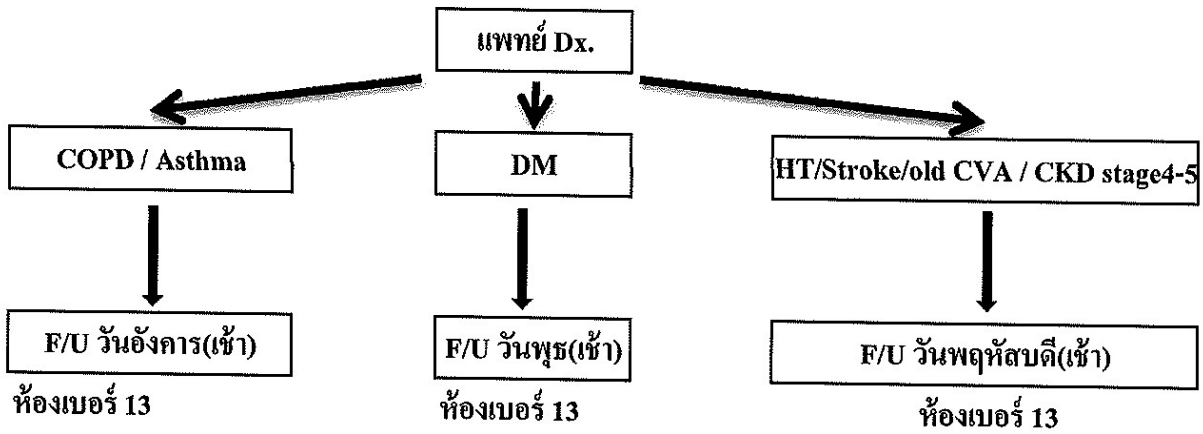 แพทย์ Dx.
COPD / Asthma
DM
HT/Stroke/old CVA / CKD stage4-5
F/U วันอังคาร(เช้า)
F/U วันพุธ(เช้า)
F/U วันพฤหัสบดี(เช้า)
ห้องเบอร์ 13
ห้องเบอร์ 13
ห้องเบอร์ 13